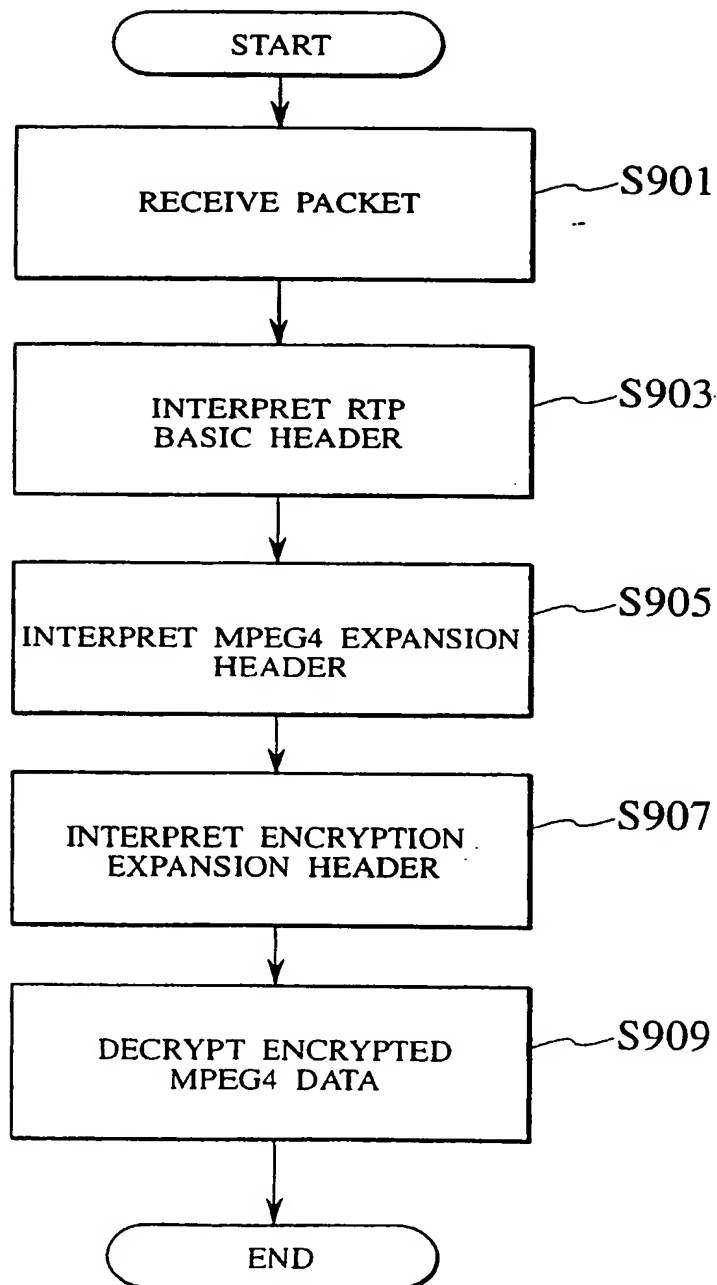 START
RECEIVE PACKET
S901
INTERPRET RTP
BASIC HEADER
S903
INTERPRET MPEG4 EXPANSION
HEADER
S905
INTERPRET ENCRYPTION
EXPANSION HEADER
S907
DECRYPT ENCRYPTED
MPEG4 DATA
S909
END